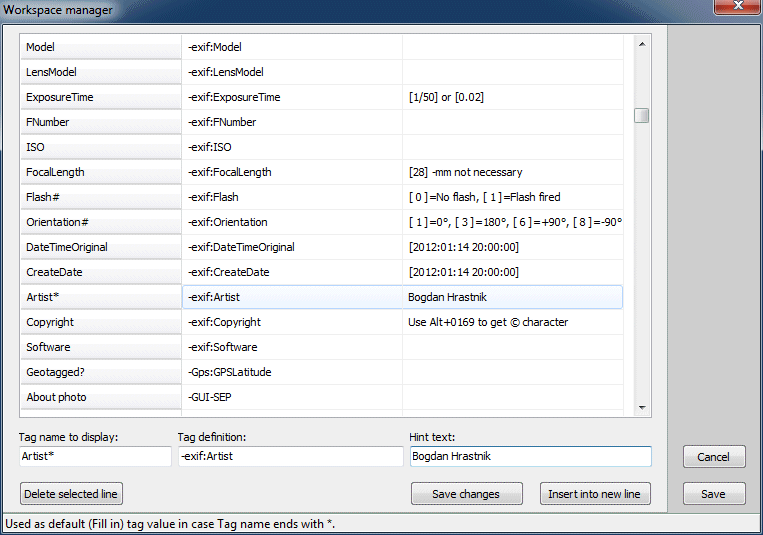 Workspace manager
Model -exif:Model
LensModel -exif:LensModel
ExposureTime -exif:ExposureTime [1/50] or [0.02]
FNumber -exif:FNumber
ISO -exif:ISO
FocalLength -exif:FocalLength [28] -mm not necessary
Flash# -exif:Flash [ 0 ]=No flash, [ 1 ]=Flash fired
Orientation# -exif:Orientation [ 1 ]=0°, [ 3 ]=180°, [ 6 ]=+90°, [ 8 ]=-90°
DateTimeOriginal -exif:DateTimeOriginal [2012:01:14 20:00:00]
CreateDate -exif:CreateDate [2012:01:14 20:00:00]
Artist* -exif:Artist Bogdan Hrastnik
Copyright -exif:Copyright Use Alt+0169 to get © character
Software -exif:Software
Geotagged? -Gps:GPSLatitude
About photo -GUI-SEP
Tag name to display: Tag definition: Hint text:
Artist* -exif:Artist Bogdan Hrastnik Cancel
Delete selected line Save changes Insert into new line Save
Used as default (Fill in) tag value in case Tag name ends with *.